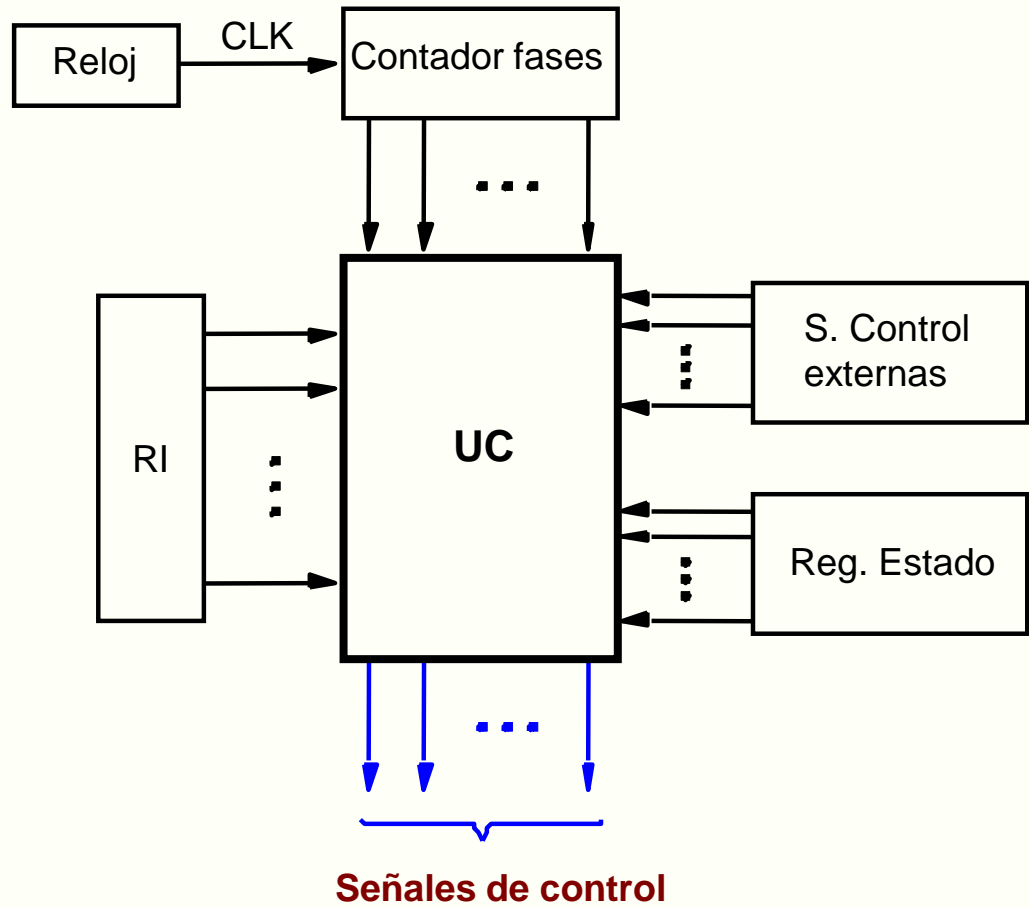 CLK
Reloj
Contador fases
S. Control
externas
RI
UC
Reg. Estado
Señales de control